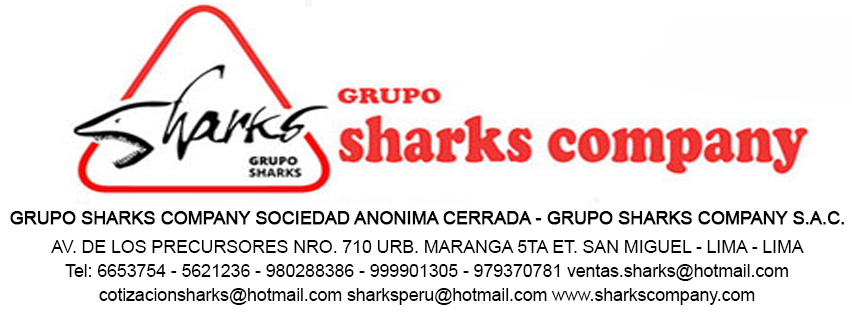 Sharks
GRUPO
SHARKS
GRUPO
sharks company
GRUPO SHARKS COMPANY SOCIEDAD ANONIMA CERRADA - GRUPO SHARKS COMPANY S.A.C.
AV. DE LOS PRECURSORES NRO. 710 URB. MARANGA 5TA ET. SAN MIGUEL - LIMA - LIMA
Tel: 6653754 - 5621236 - 980288386 - 999901305 - 979370781 ventas.sharks@hotmail.com
cotizacionsharks@hotmail.com sharksperu@hotmail.com www.sharkscompany.com